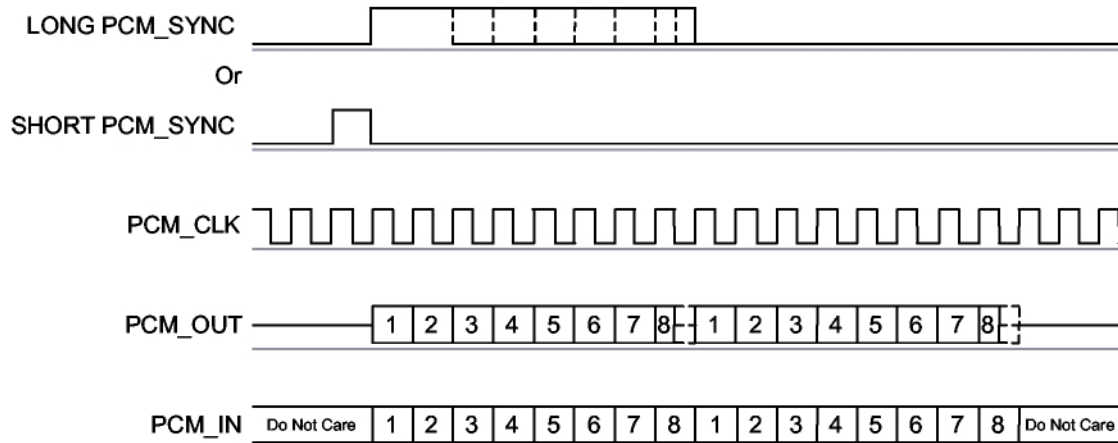 LONG PCM_SYNC
Or
SHORT PCM_SYNC
PCM_CLK
PCM_OUT 1 2 3 4 5 6 7 8 1 2 3 4 5 6 7 8
PCM_IN Do Not Care 1 2 3 4 5 6 7 8 1 2 3 4 5 6 7 8 Do Not Care